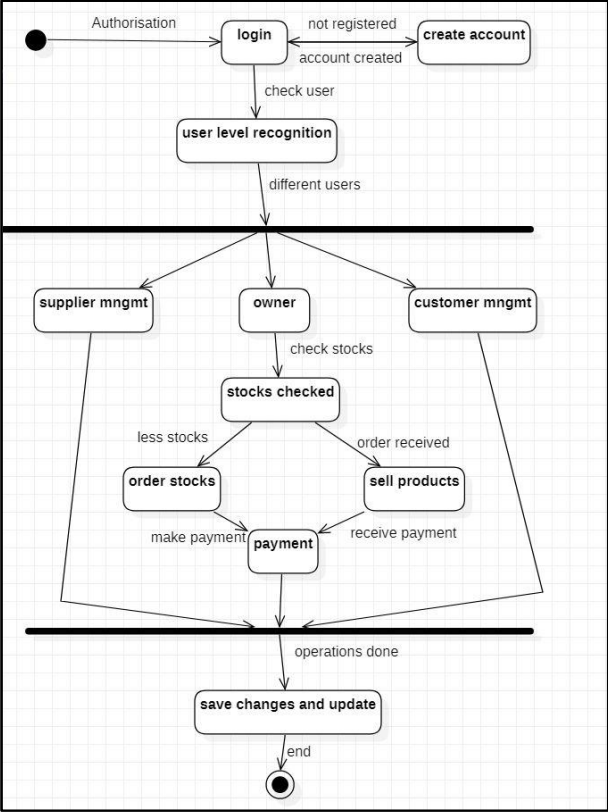 Authorisation
login
not registered
create account
account created
check user
user level recognition
different users
supplier mngmt
owner
customer mngmt
check stocks
stocks checked
less stocks
order received
order stocks
sell products
make payment
payment
receive payment
operations done
save changes and update
end